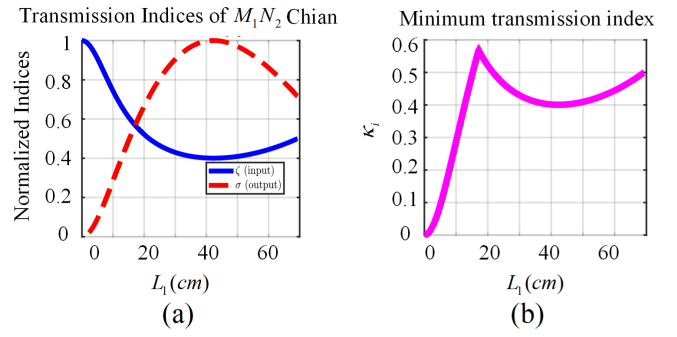 Transmission Indices of M₁N₂ Chian
Normalized Indices
1
0.8
0.6
0.4
0.2
0
ζ (input)
σ (output)
0 20 40 60
L₁(cm)
(a)
Minimum transmission index
κᵢ
0.6
0.5
0.4
0.3
0.2
0.1
0
0 20 40 60
L₁(cm)
(b)